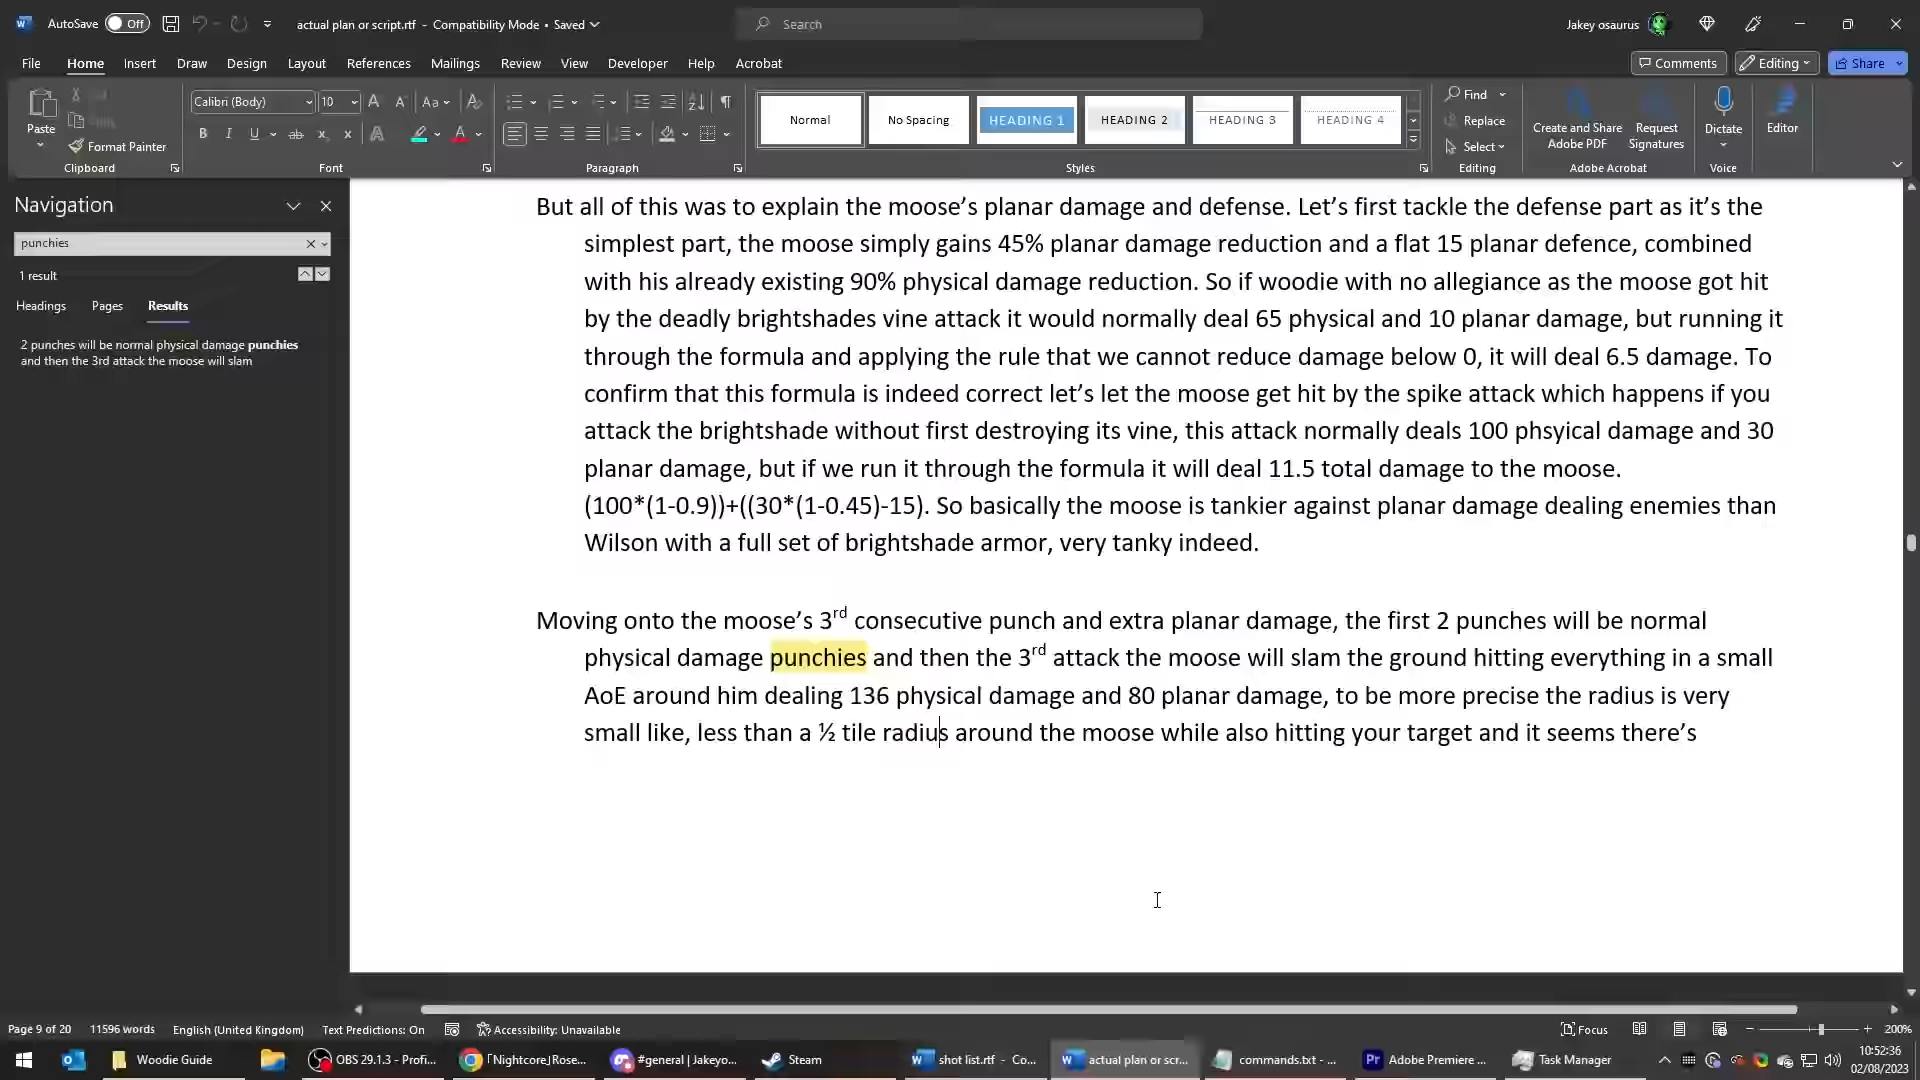 AutoSave Off actual plan or script.rtf - Compatibility Mode • Saved Search Jakey osaurus
File Home Insert Draw Design Layout References Mailings Review View Developer Help Acrobat Comments Editing Share
Paste
Format Painter
Clipboard
Calibri (Body) 10
Font
Paragraph
Normal No Spacing HEADING 1 HEADING 2 HEADING 3 HEADING 4
Styles
Find
Replace
Select
Editing
Create and Share Adobe PDF
Request Signatures
Adobe Acrobat
Dictate
Voice
Editor
Navigation
punchies
1 result
Headings Pages Results
2 punches will be normal physical damage punchies
and then the 3rd attack the moose will slam
But all of this was to explain the moose's planar damage and defense. Let's first tackle the defense part as it's the
simplest part, the moose simply gains 45% planar damage reduction and a flat 15 planar defence, combined
with his already existing 90% physical damage reduction. So if woodie with no allegiance as the moose got hit
by the deadly brightshades vine attack it would normally deal 65 physical and 10 planar damage, but running it
through the formula and applying the rule that we cannot reduce damage below 0, it will deal 6.5 damage. To
confirm that this formula is indeed correct let's let the moose get hit by the spike attack which happens if you
attack the brightshade without first destroying its vine, this attack normally deals 100 phsyical damage and 30
planar damage, but if we run it through the formula it will deal 11.5 total damage to the moose.
(100*(1-0.9))+((30*(1-0.45)-15). So basically the moose is tankier against planar damage dealing enemies than
Wilson with a full set of brightshade armor, very tanky indeed.
Moving onto the moose's 3rd consecutive punch and extra planar damage, the first 2 punches will be normal
physical damage punchies and then the 3rd attack the moose will slam the ground hitting everything in a small
AoE around him dealing 136 physical damage and 80 planar damage, to be more precise the radius is very
small like, less than a ½ tile radius around the moose while also hitting your target and it seems there's
Page 9 of 20 11596 words English (United Kingdom) Text Predictions: On Accessibility: Unavailable Focus 200%
Woodie Guide OBS 29.1.3 - Profi... 「Nightcore」Rose... #general | Jakeyo... Steam shot list.rtf - Co... actual plan or scr... commands.txt - ... Adobe Premiere ... Task Manager
10:52:36
02/08/2023